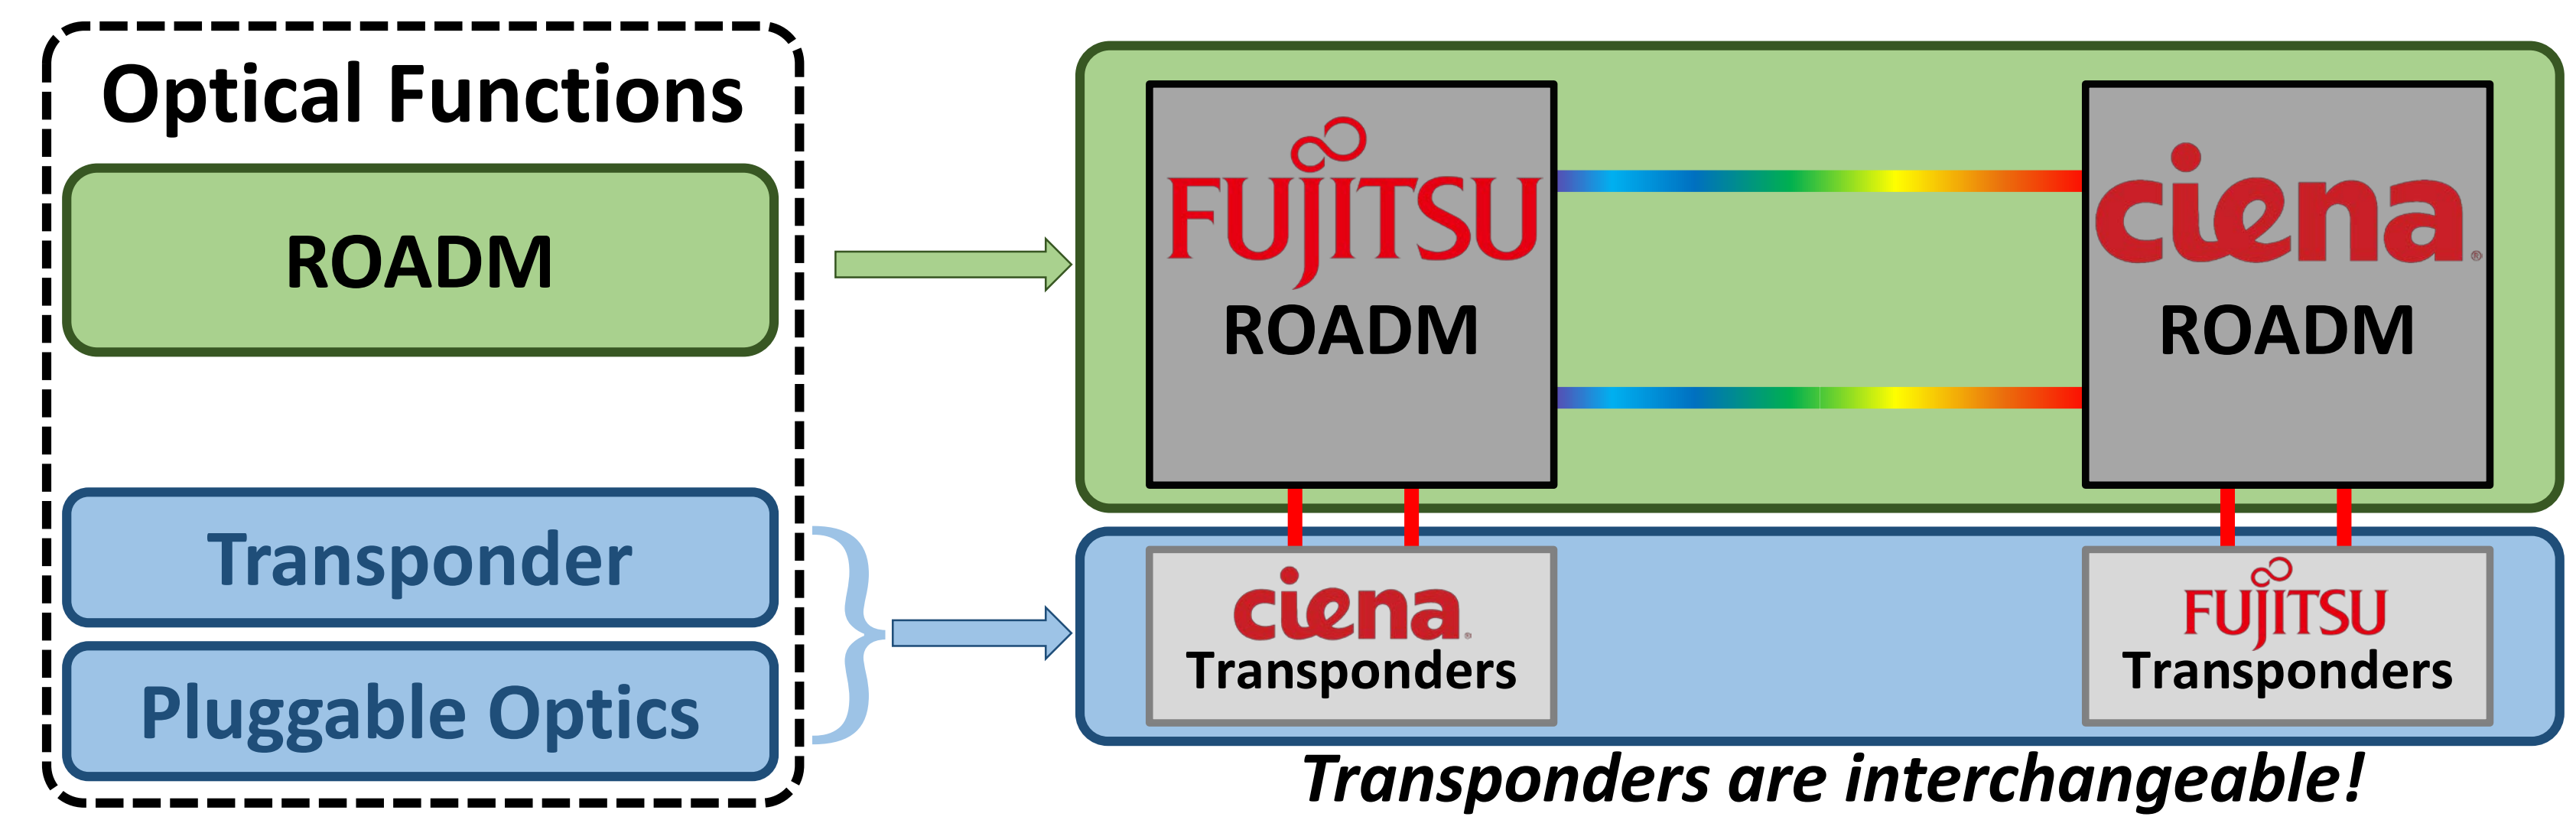 Optical Functions
ROADM
Transponder
Pluggable Optics
FUJITSU
ROADM
ciena®
ROADM
ciena®
Transponders
FUJITSU
Transponders
Transponders are interchangeable!